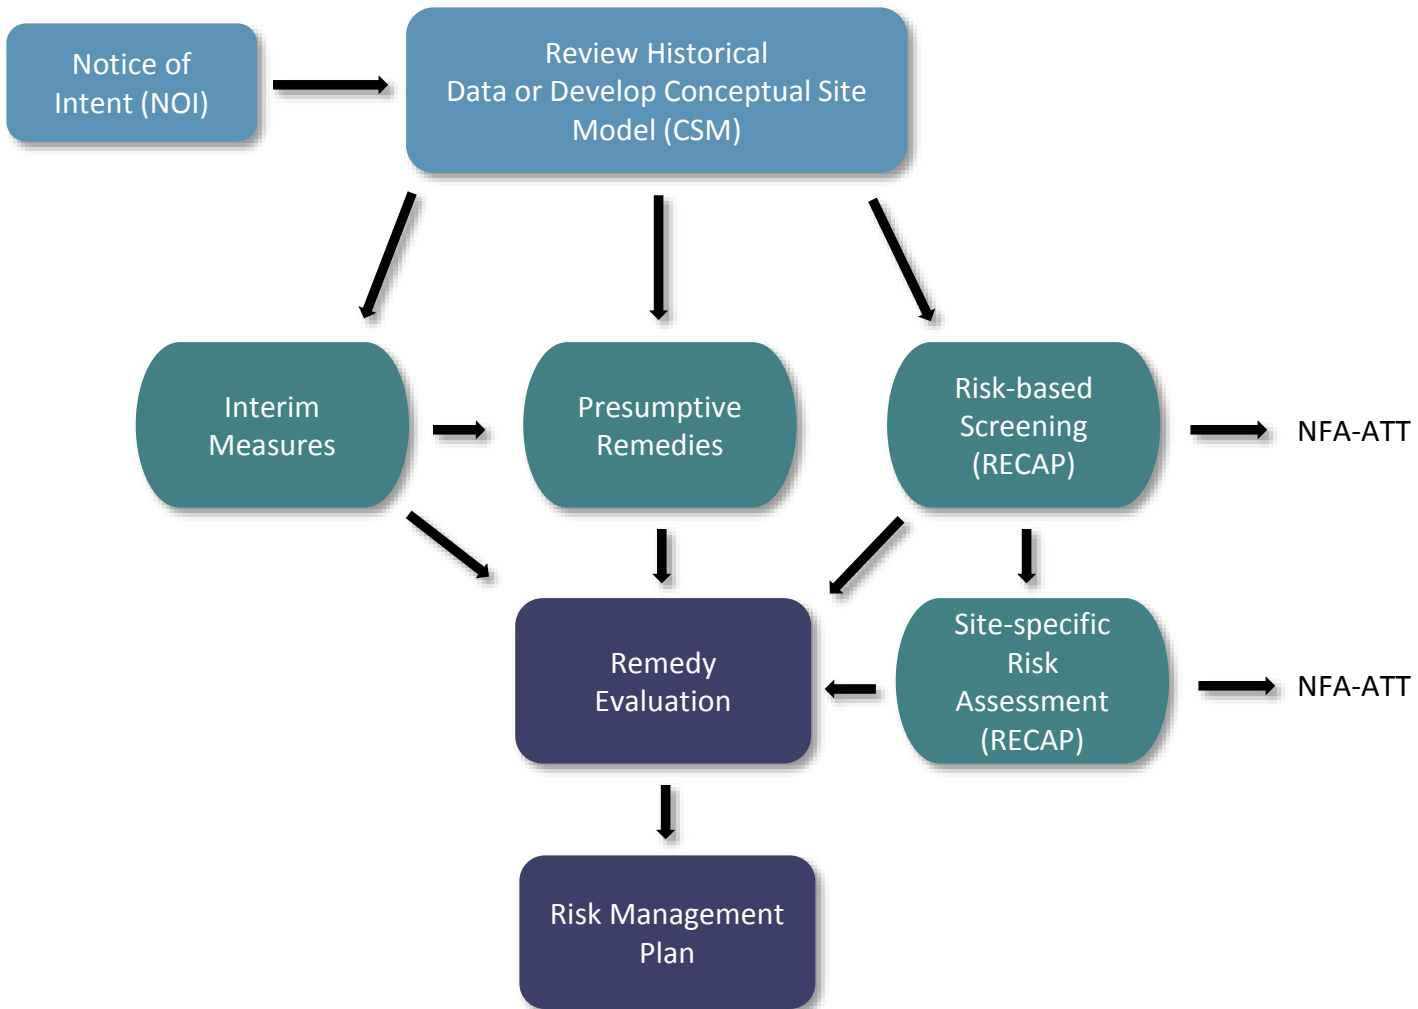 Notice of
Intent (NOI)
Review Historical
Data or Develop Conceptual Site
Model (CSM)
Interim
Measures
Presumptive
Remedies
Risk-based
Screening
(RECAP)
NFA-ATT
Remedy
Evaluation
Site-specific
Risk
Assessment
(RECAP)
NFA-ATT
Risk Management
Plan